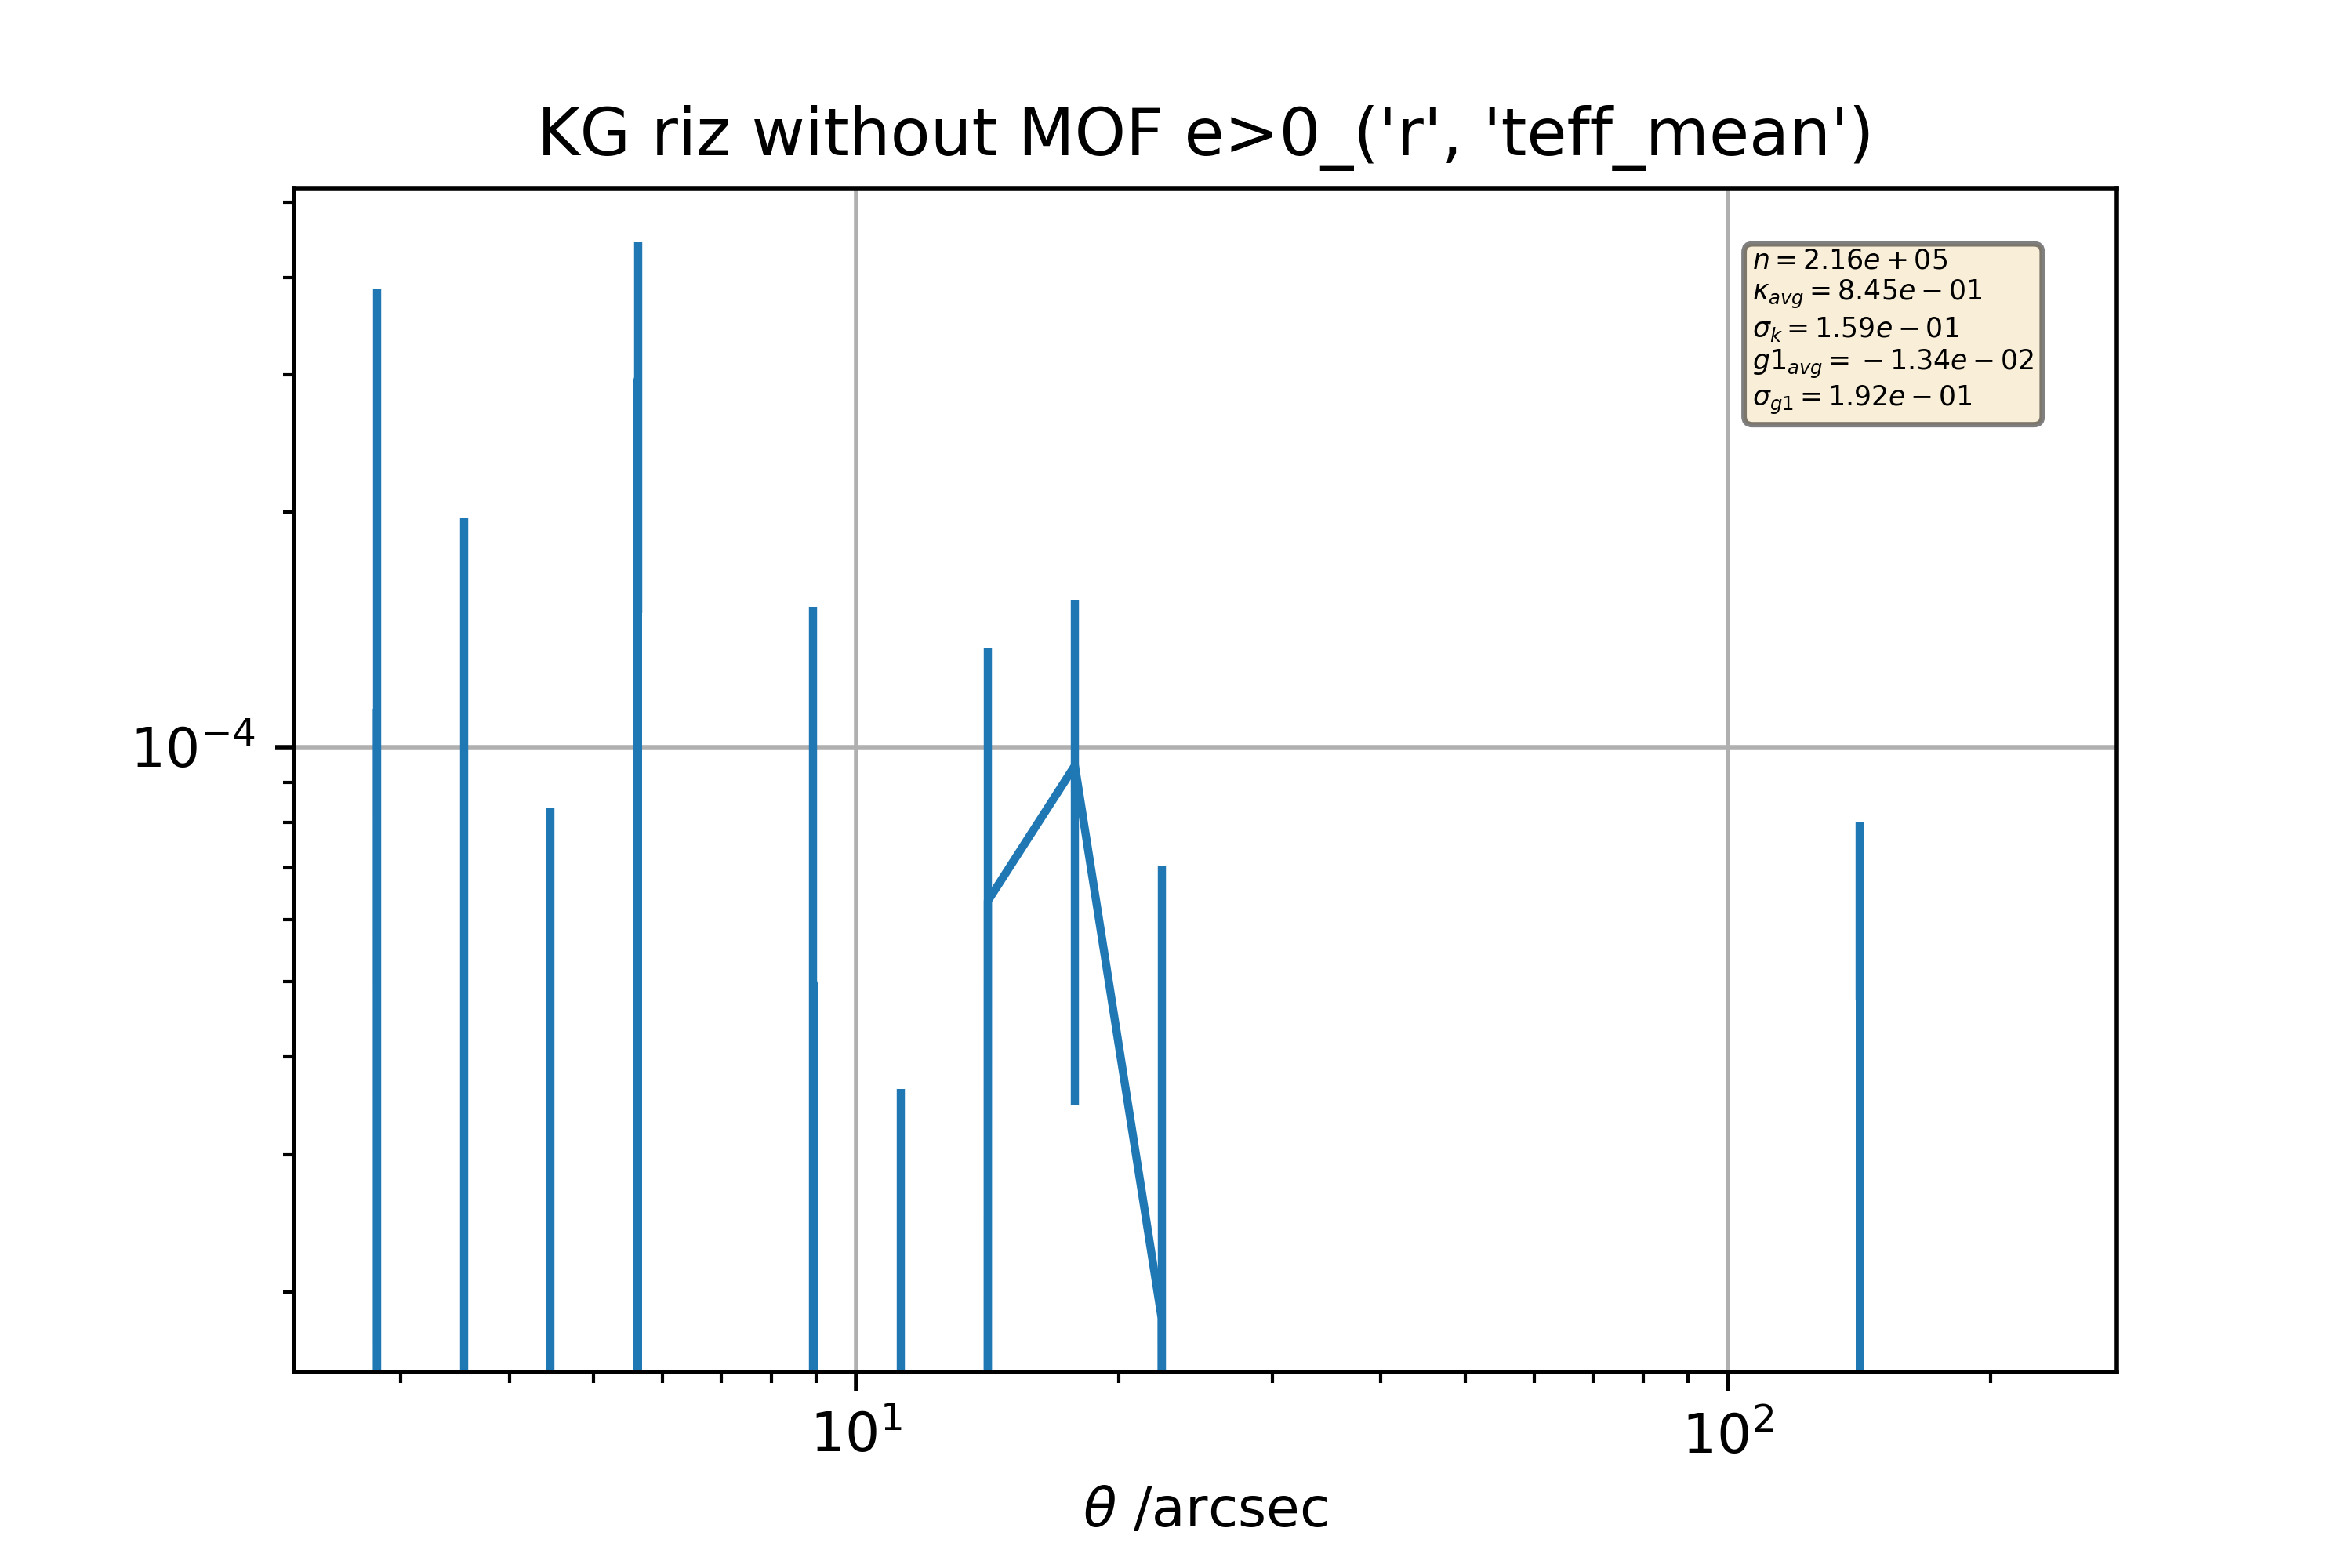 KG riz without MOF e>0_('r', 'teff_mean')
n = 2.16e + 05
κavg = 8.45e − 01
σk = 1.59e − 01
g1avg = − 1.34e − 02
σg1 = 1.92e − 01
10−4
101 102
θ /arcsec